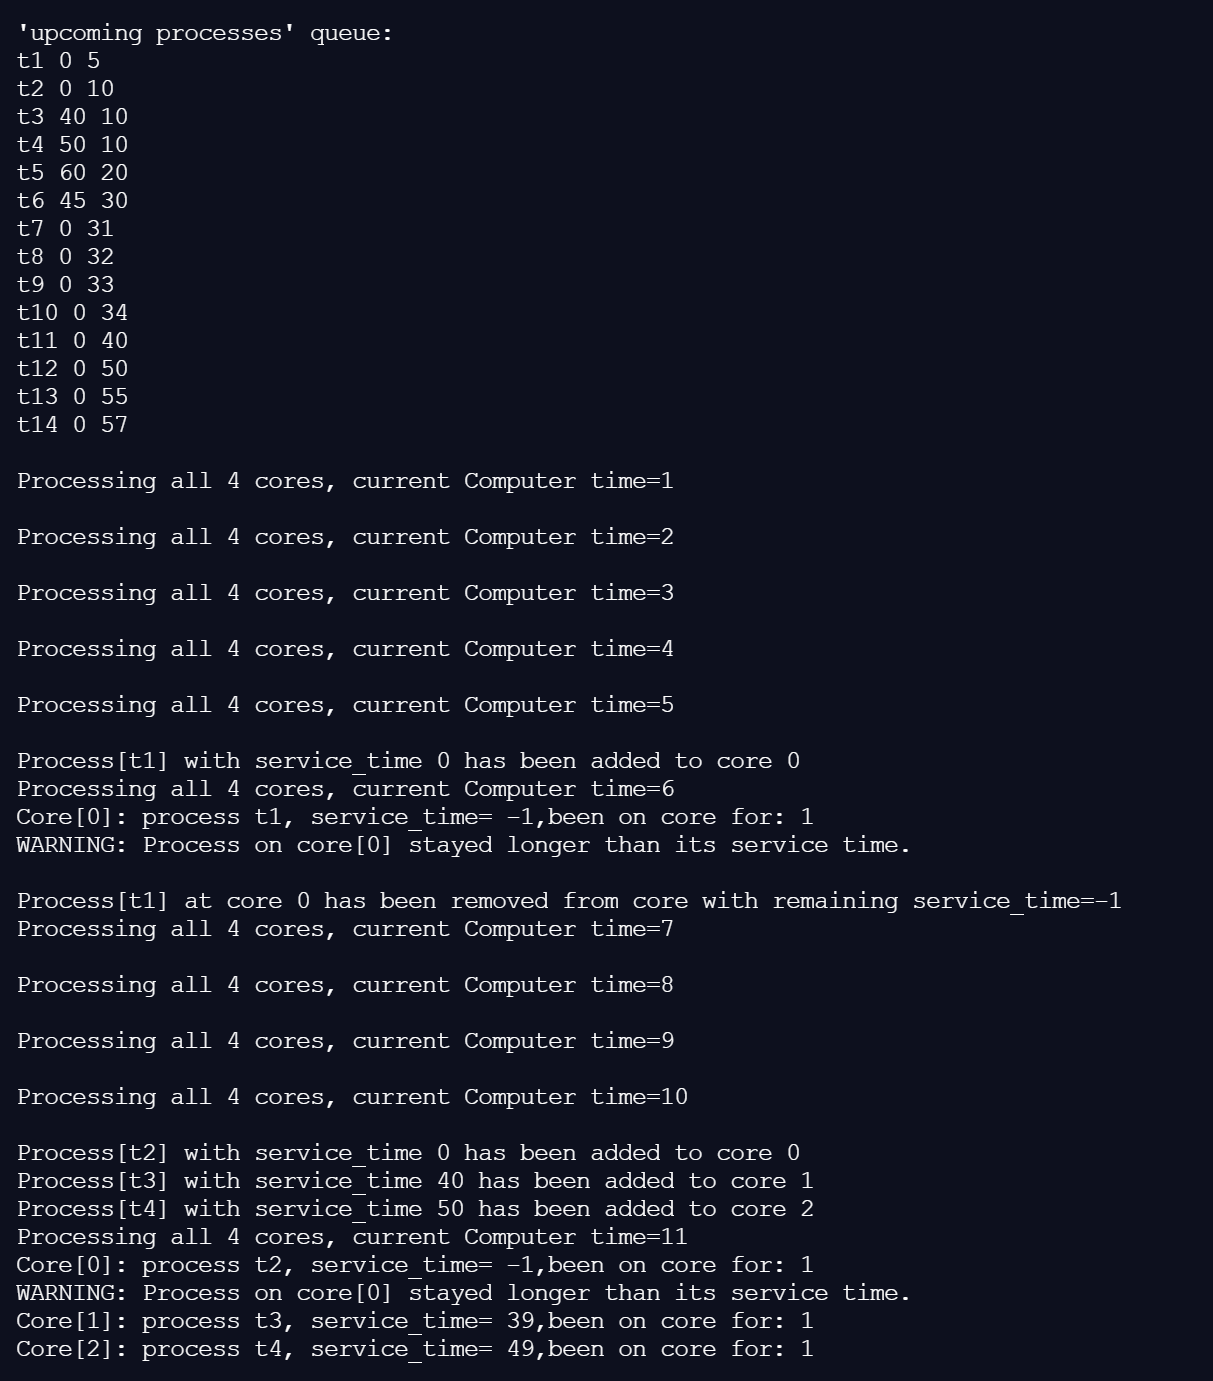 'upcoming processes' queue:
t1 0 5
t2 0 10
t3 40 10
t4 50 10
t5 60 20
t6 45 30
t7 0 31
t8 0 32
t9 0 33
t10 0 34
t11 0 40
t12 0 50
t13 0 55
t14 0 57
Processing all 4 cores, current Computer time=1
Processing all 4 cores, current Computer time=2
Processing all 4 cores, current Computer time=3
Processing all 4 cores, current Computer time=4
Processing all 4 cores, current Computer time=5
Process[t1] with service_time 0 has been added to core 0
Processing all 4 cores, current Computer time=6
Core[0]: process t1, service_time= -1,been on core for: 1
WARNING: Process on core[0] stayed longer than its service time.
Process[t1] at core 0 has been removed from core with remaining service_time=-1
Processing all 4 cores, current Computer time=7
Processing all 4 cores, current Computer time=8
Processing all 4 cores, current Computer time=9
Processing all 4 cores, current Computer time=10
Process[t2] with service_time 0 has been added to core 0
Process[t3] with service_time 40 has been added to core 1
Process[t4] with service_time 50 has been added to core 2
Processing all 4 cores, current Computer time=11
Core[0]: process t2, service_time= -1,been on core for: 1
WARNING: Process on core[0] stayed longer than its service time.
Core[1]: process t3, service_time= 39,been on core for: 1
Core[2]: process t4, service_time= 49,been on core for: 1